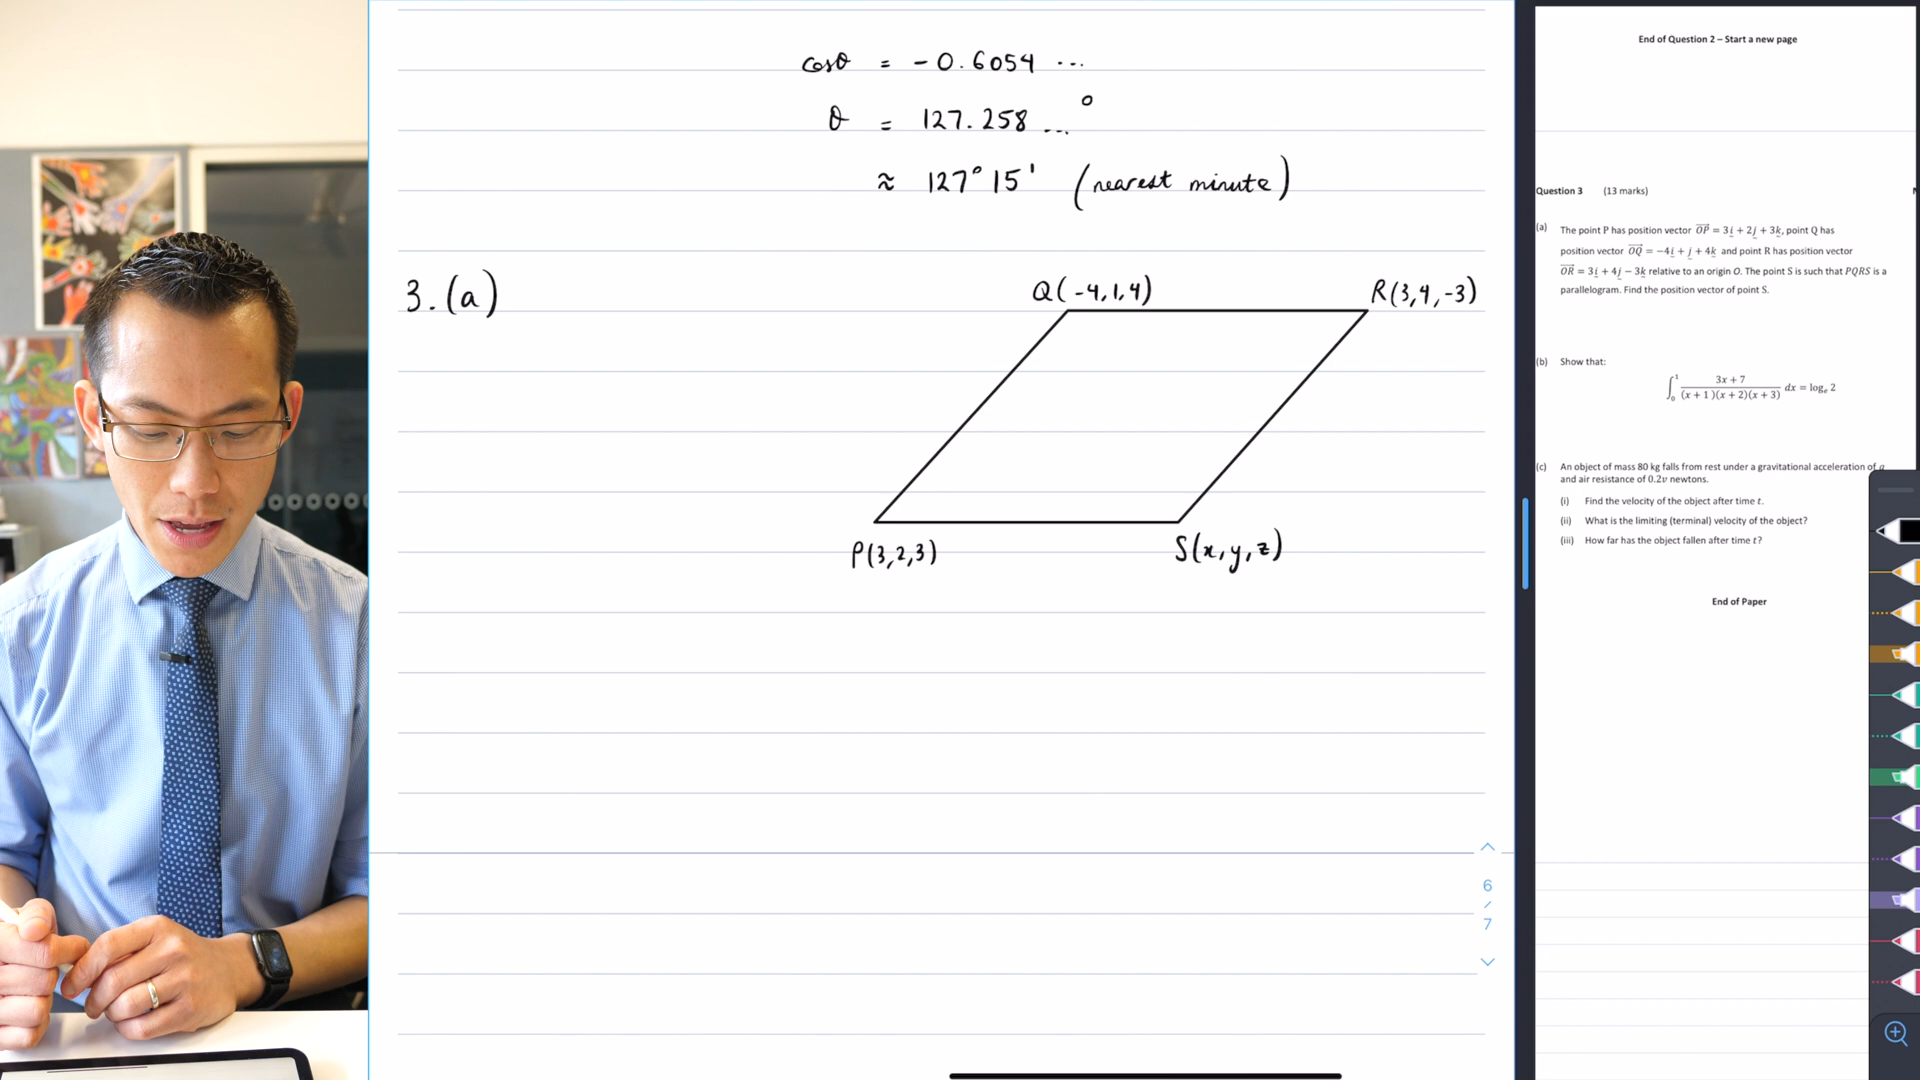 cosθ = - 0.6054 ...
θ = 127.258 ...°
≈ 127° 15' (nearest minute)
3. (a)
Q(-4,1,4)
R(3,4,-3)
P(3,2,3)
S(x,y,z)
6
/
7
End of Question 2 – Start a new page
Question 3 (13 marks)
(a) The point P has position vector OP = 3i + 2j + 3k, point Q has
position vector OQ = −4i + j + 4k and point R has position vector
OR = 3i + 4j − 3k relative to an origin O. The point S is such that PQRS is a
parallelogram. Find the position vector of point S.
(b) Show that:
∫₀¹ (3x + 7)/((x + 1)(x + 2)(x + 3)) dx = logₑ 2
(c) An object of mass 80 kg falls from rest under a gravitational acceleration of g
and air resistance of 0.2v newtons.
(i) Find the velocity of the object after time t.
(ii) What is the limiting (terminal) velocity of the object?
(iii) How far has the object fallen after time t?
End of Paper